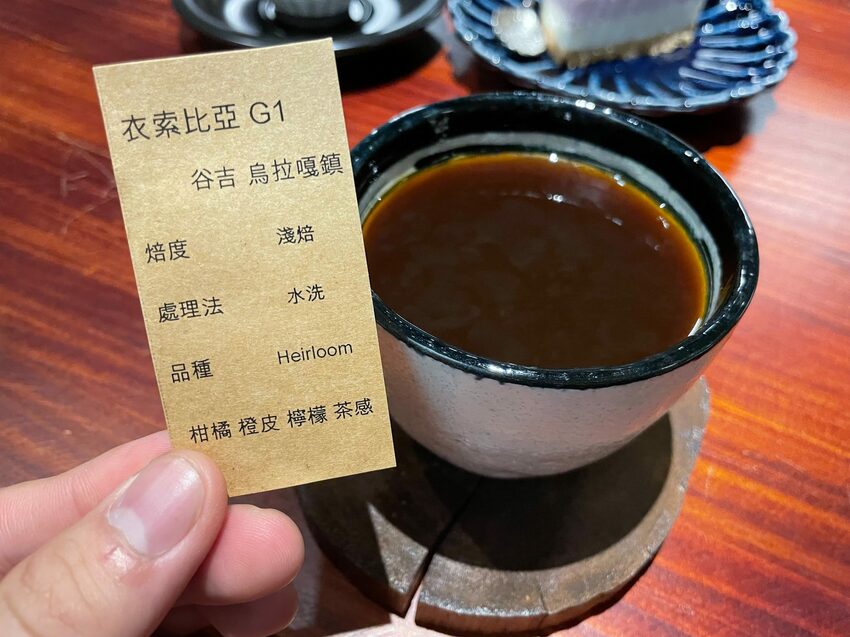 衣索比亞 G1
谷吉 烏拉嘎鎮
焙度 淺焙
處理法 水洗
品種 Heirloom
柑橘 橙皮 檸檬 茶感